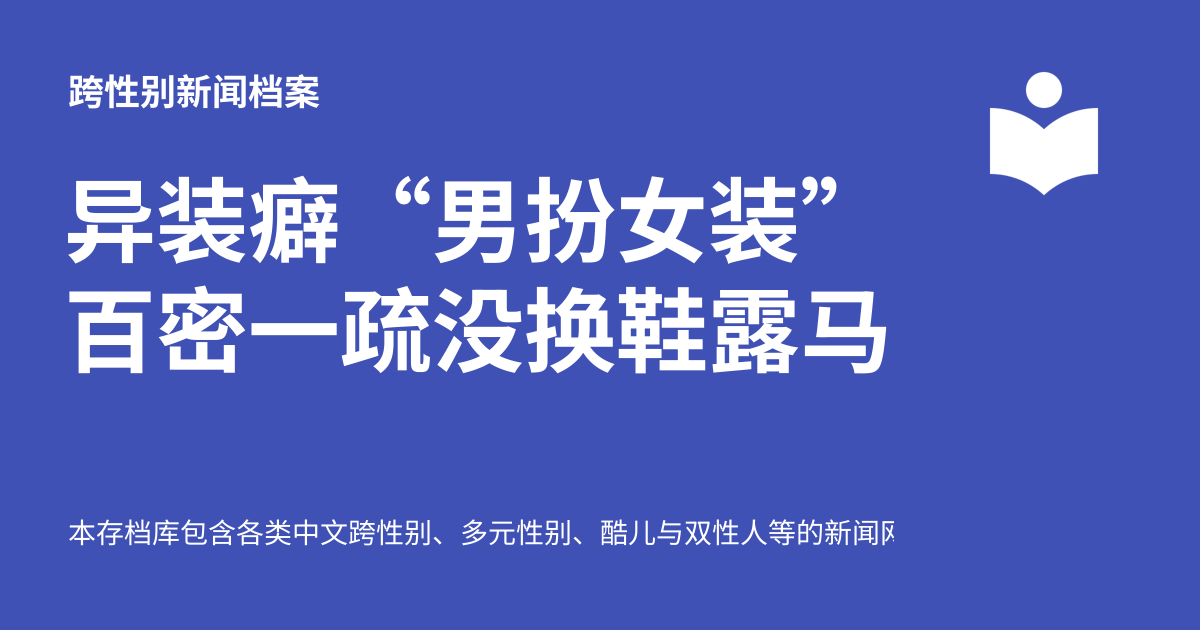 跨性别新闻档案
异装癖“男扮女装”
百密一疏没换鞋露马
本存档库包含各类中文跨性别、多元性别、酷儿与双性人等的新闻